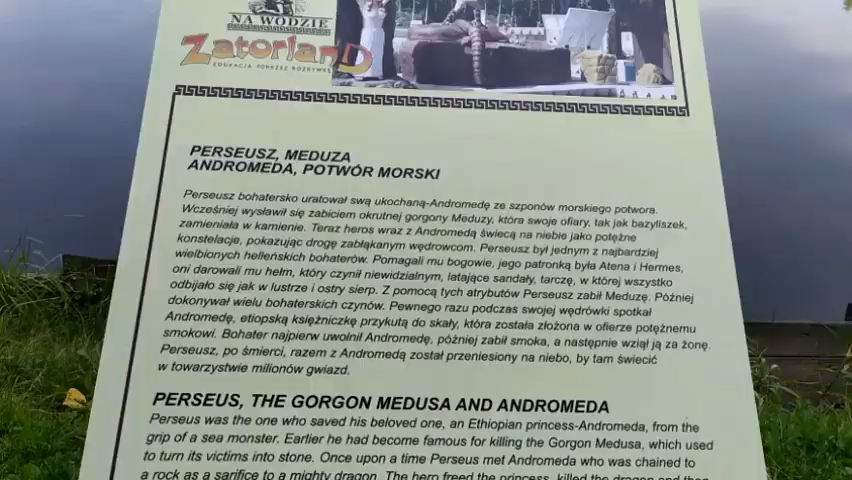 NA WODZIE
ZatorlanD
EDUKACJA POPRZEZ ROZRYWKĘ
PERSEUSZ, MEDUZA
ANDROMEDA, POTWÓR MORSKI
Perseusz bohatersko uratował swą ukochaną-Andromedę ze szponów morskiego potwora.
Wcześniej wysławił się zabiciem okrutnej gorgony Meduzy, która swoje ofiary, tak jak bazyliszek,
zamieniała w kamienie. Teraz heros wraz z Andromedą świecą na niebie jako potężne
konstelacje, pokazując drogę zabłąkanym wędrowcom. Perseusz był jednym z najbardziej
wielbionych helleńskich bohaterów. Pomagali mu bogowie, jego patronką była Atena i Hermes,
oni darowali mu hełm, który czynił niewidzialnym, latające sandały, tarczę, w której wszystko
odbijało się jak w lustrze i ostry sierp. Z pomocą tych atrybutów Perseusz zabił Meduzę. Później
dokonywał wielu bohaterskich czynów. Pewnego razu podczas swojej wędrówki spotkał
Andromedę, etiopską księżniczkę przykutą do skały, która została złożona w ofierze potężnemu
smokowi. Bohater najpierw uwolnił Andromedę, później zabił smoka, a następnie wziął ją za żonę.
Perseusz, po śmierci, razem z Andromedą został przeniesiony na niebo, by tam świecić
w towarzystwie milionów gwiazd.
PERSEUS, THE GORGON MEDUSA AND ANDROMEDA
Perseus was the one who saved his beloved one, an Ethiopian princess-Andromeda, from the
grip of a sea monster. Earlier he had become famous for killing the Gorgon Medusa, which used
to turn its victims into stone. Once upon a time Perseus met Andromeda who was chained to
a rock as a sarifice to a mighty dragon. The hero freed the princess, killed the dragon and then